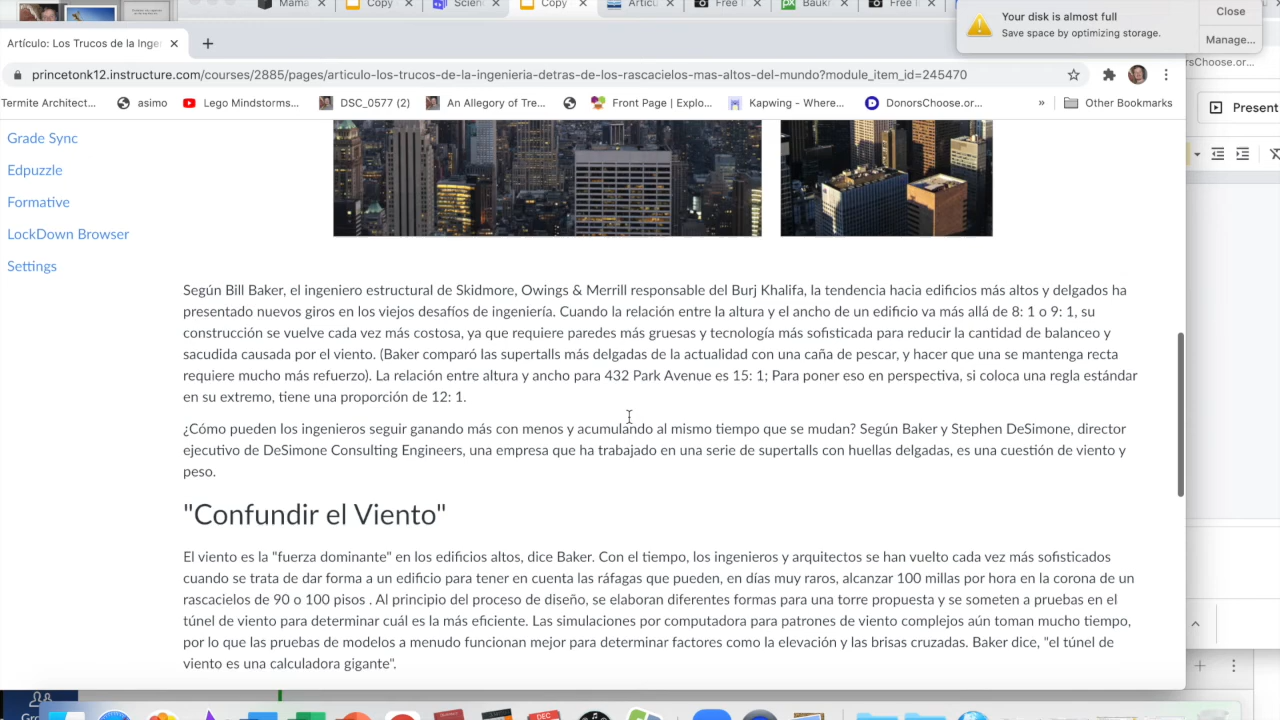 Mama
Copy
Scien
Copy
Artícu
Free I
Baukr
Free I
Your disk is almost full
Save space by optimizing storage.
Close
Manage...
Artículo: Los Trucos de la Inge
princetonk12.instructure.com/courses/2885/pages/articulo-los-trucos-de-la-ingenieria-detras-de-los-rascacielos-mas-altos-del-mundo?module_item_id=245470
rsChoose.or...
Termite Architect...
asimo
Lego Mindstorms...
DSC_0577 (2)
An Allegory of Tre...
Front Page | Explo...
Kapwing - Where...
DonorsChoose.or...
»
Other Bookmarks
Present
Grade Sync
Edpuzzle
Formative
LockDown Browser
Settings
Según Bill Baker, el ingeniero estructural de Skidmore, Owings & Merrill responsable del Burj Khalifa, la tendencia hacia edificios más altos y delgados ha
presentado nuevos giros en los viejos desafíos de ingeniería. Cuando la relación entre la altura y el ancho de un edificio va más allá de 8: 1 o 9: 1, su
construcción se vuelve cada vez más costosa, ya que requiere paredes más gruesas y tecnología más sofisticada para reducir la cantidad de balanceo y
sacudida causada por el viento. (Baker comparó las supertalls más delgadas de la actualidad con una caña de pescar, y hacer que una se mantenga recta
requiere mucho más refuerzo). La relación entre altura y ancho para 432 Park Avenue es 15: 1; Para poner eso en perspectiva, si coloca una regla estándar
en su extremo, tiene una proporción de 12: 1.
¿Cómo pueden los ingenieros seguir ganando más con menos y acumulando al mismo tiempo que se mudan? Según Baker y Stephen DeSimone, director
ejecutivo de DeSimone Consulting Engineers, una empresa que ha trabajado en una serie de supertalls con huellas delgadas, es una cuestión de viento y
peso.
"Confundir el Viento"
El viento es la "fuerza dominante" en los edificios altos, dice Baker. Con el tiempo, los ingenieros y arquitectos se han vuelto cada vez más sofisticados
cuando se trata de dar forma a un edificio para tener en cuenta las ráfagas que pueden, en días muy raros, alcanzar 100 millas por hora en la corona de un
rascacielos de 90 o 100 pisos . Al principio del proceso de diseño, se elaboran diferentes formas para una torre propuesta y se someten a pruebas en el
túnel de viento para determinar cuál es la más eficiente. Las simulaciones por computadora para patrones de viento complejos aún toman mucho tiempo,
por lo que las pruebas de modelos a menudo funcionan mejor para determinar factores como la elevación y las brisas cruzadas. Baker dice, "el túnel de
viento es una calculadora gigante".
DEC